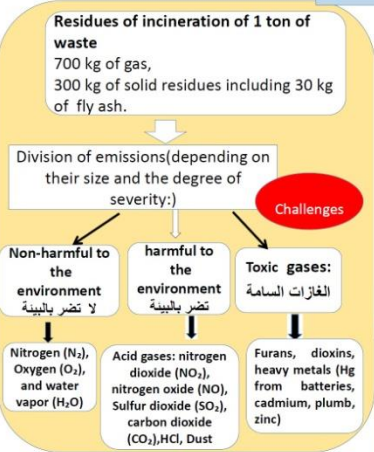 Residues of incineration of 1 ton of
waste
700 kg of gas,
300 kg of solid residues including 30 kg
of fly ash.
Division of emissions(depending on
their size and the degree of
severity:)
Challenges
Non-harmful to
the
environment
لا تضر بالبيئة
harmful to
the
environment
تضر بالبيئة
Toxic gases:
الغازات السامة
Nitrogen (N₂),
Oxygen (O₂),
and water
vapor (H₂O)
Acid gases: nitrogen
dioxide (NO₂),
nitrogen oxide (NO),
Sulfur dioxide (SO₂),
carbon dioxide
(CO₂),HCl, Dust
Furans, dioxins,
heavy metals (Hg
from batteries,
cadmium, plumb,
zinc)